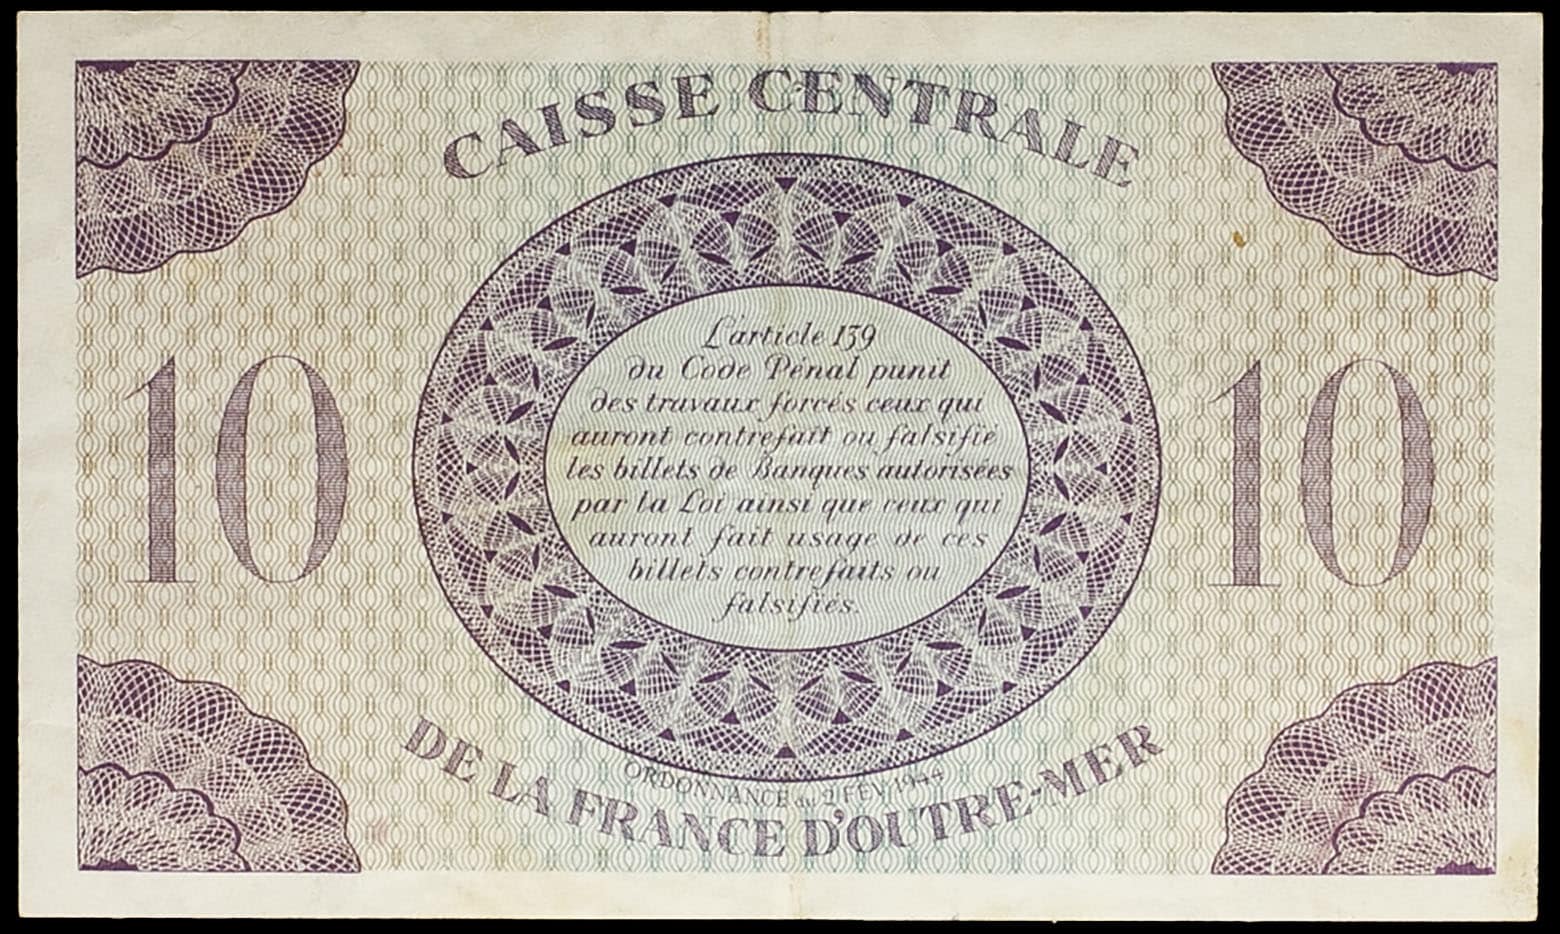 CAISSE CENTRALE
10
L'article 139
du Code Pénal punit
des travaux forcés ceux qui
auront contrefait ou falsifié
les billets de Banques autorisées
par la Loi ainsi que ceux qui
auront fait usage de ces
billets contrefaits ou
falsifiés.
10
ORDONNANCE du 2 FEV 1944
DE LA FRANCE D'OUTRE-MER